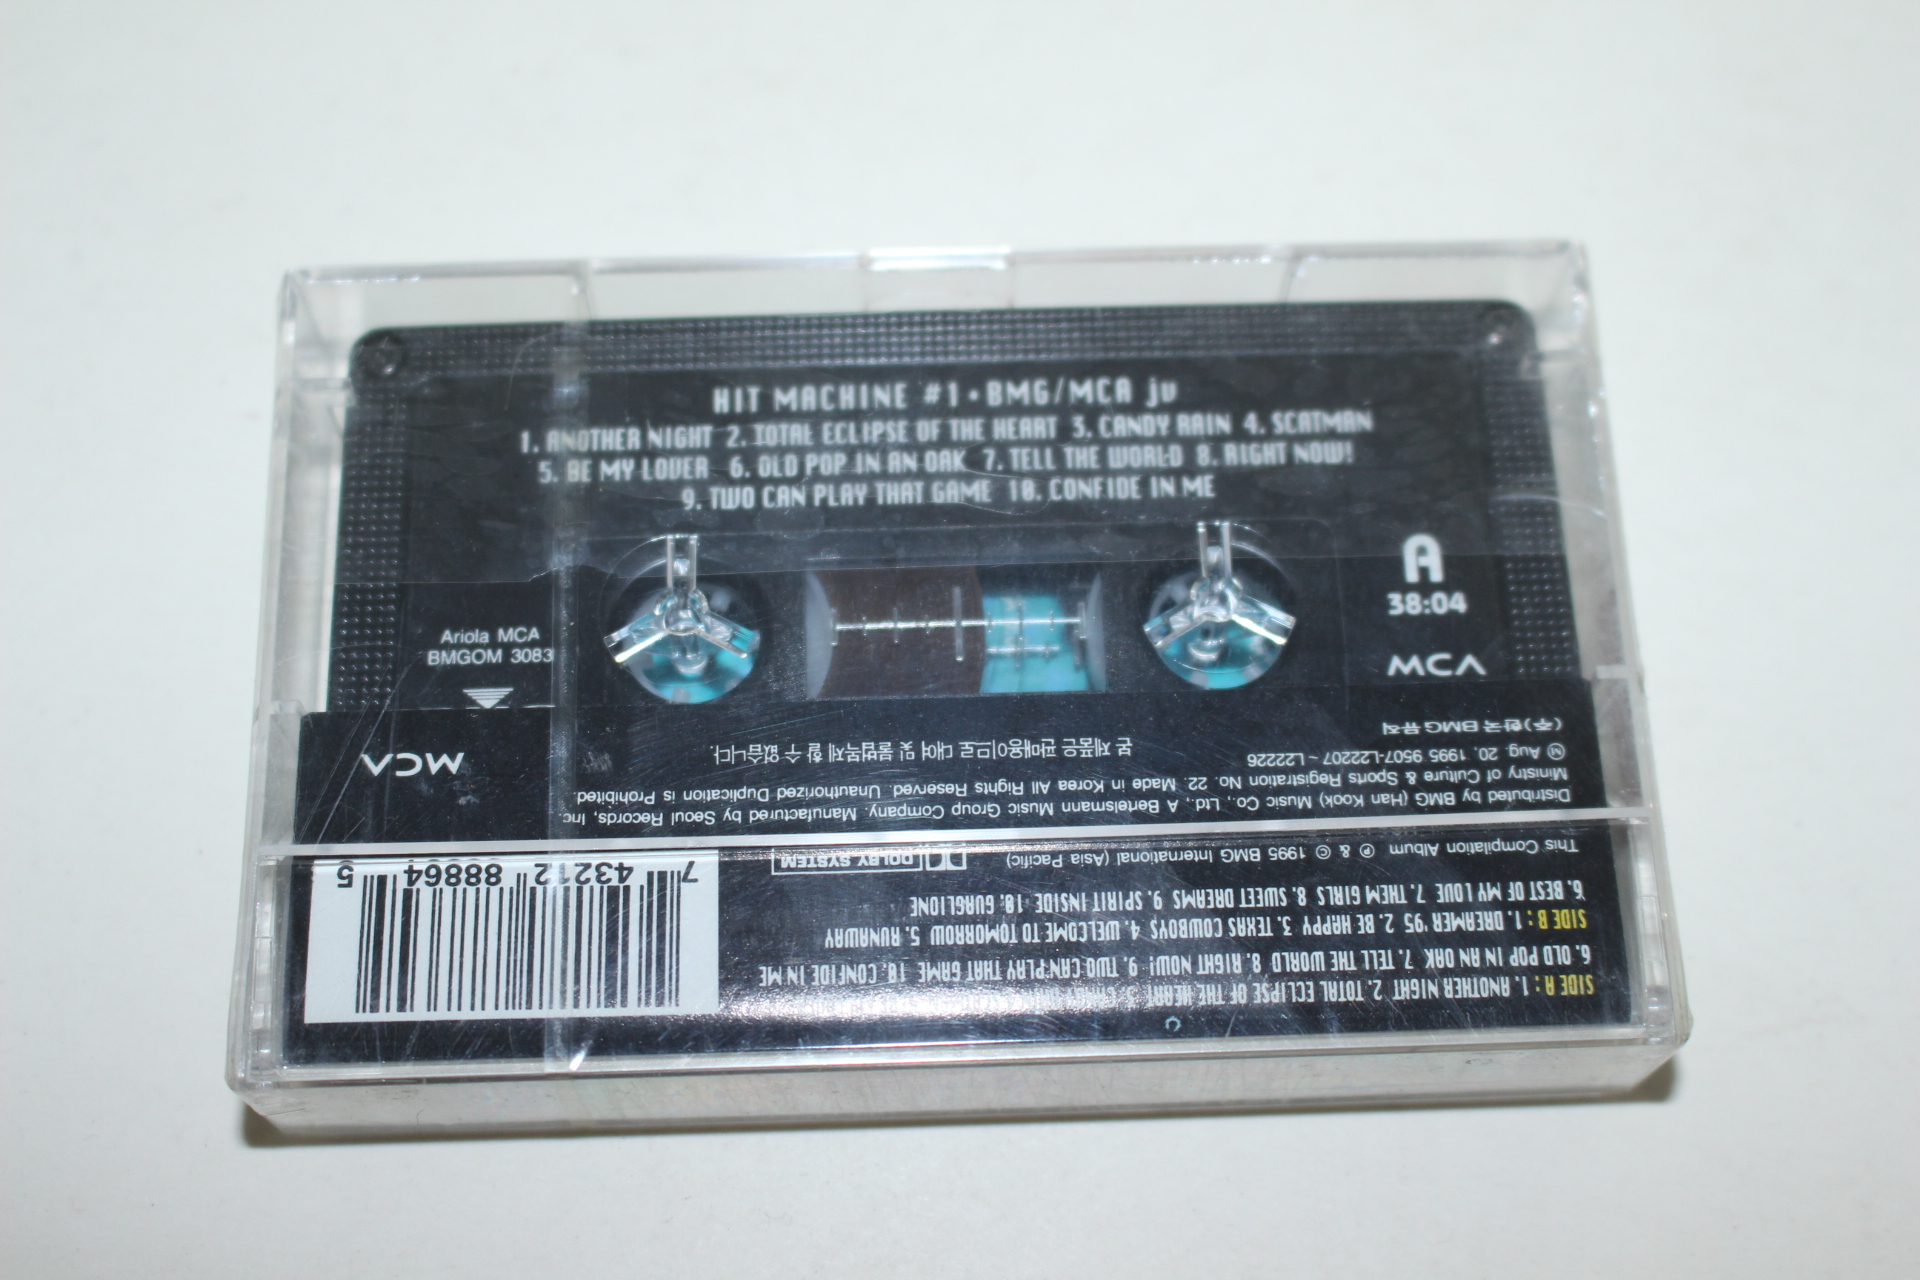 HIT MACHINE #1 • BMG/MCA jv
1. ANOTHER NIGHT 2. TOTAL ECLIPSE OF THE HEART 3. CANDY RAIN 4. SCATMAN
5. BE MY LOVER 6. OLD POP IN AN OAK 7. TELL THE WORLD 8. RIGHT NOW!
9. TWO CAN PLAY THAT GAME 10. CONFIDE IN ME
A
38:04
MCA
Ariola MCA
BMGOM 3083
SIDE A : 1. ANOTHER NIGHT 2. TOTAL ECLIPSE OF THE HEART 3. CANDY
6. OLD POP IN AN OAK 7. TELL THE WORLD 8. RIGHT NOW! 9. TWO CAN PLAY THAT GAME 10. CONFIDE IN ME
SIDE B : 1. DREAMER '95 2. BE HAPPY 3. TEXAS COWBOYS 4. WELCOME TO TOMORROW 5. RUNAWAY
6. BEST OF MY LOVE 7. THEM GIRLS 8. SWEET DREAMS 9. SPIRIT INSIDE 10. GUAGLIONE
This Compilation Album Ⓟ & © 1995 BMG International (Asia Pacific)
DOLBY SYSTEM
7 43212 88864 5
Distributed by BMG (Han Kook) Music Co., Ltd., A Bertelsmann Music Group Company. Manufactured by Seoul Records, Inc.
Ministry of Culture & Sports Registration No. 22. Made in Korea All Rights Reserved. Unauthorized Duplication is Prohibited.
Ⓜ Aug. 20. 1995 9507-L22207~L22226
(주)한국BMG뮤직
본 제품은 판매용이므로 대여 및 불법복제 할 수 없습니다.
MCA